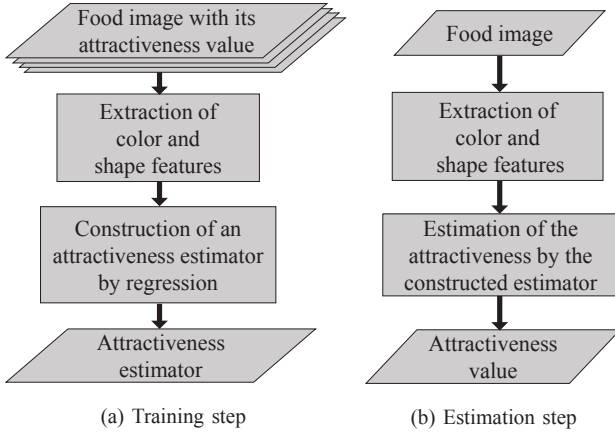 Food image with its
attractiveness value
Extraction of
color and
shape features
Construction of an
attractiveness estimator
by regression
Attractiveness
estimator
(a) Training step
Food image
Extraction of
color and
shape features
Estimation of the
attractiveness by the
constructed estimator
Attractiveness
value
(b) Estimation step